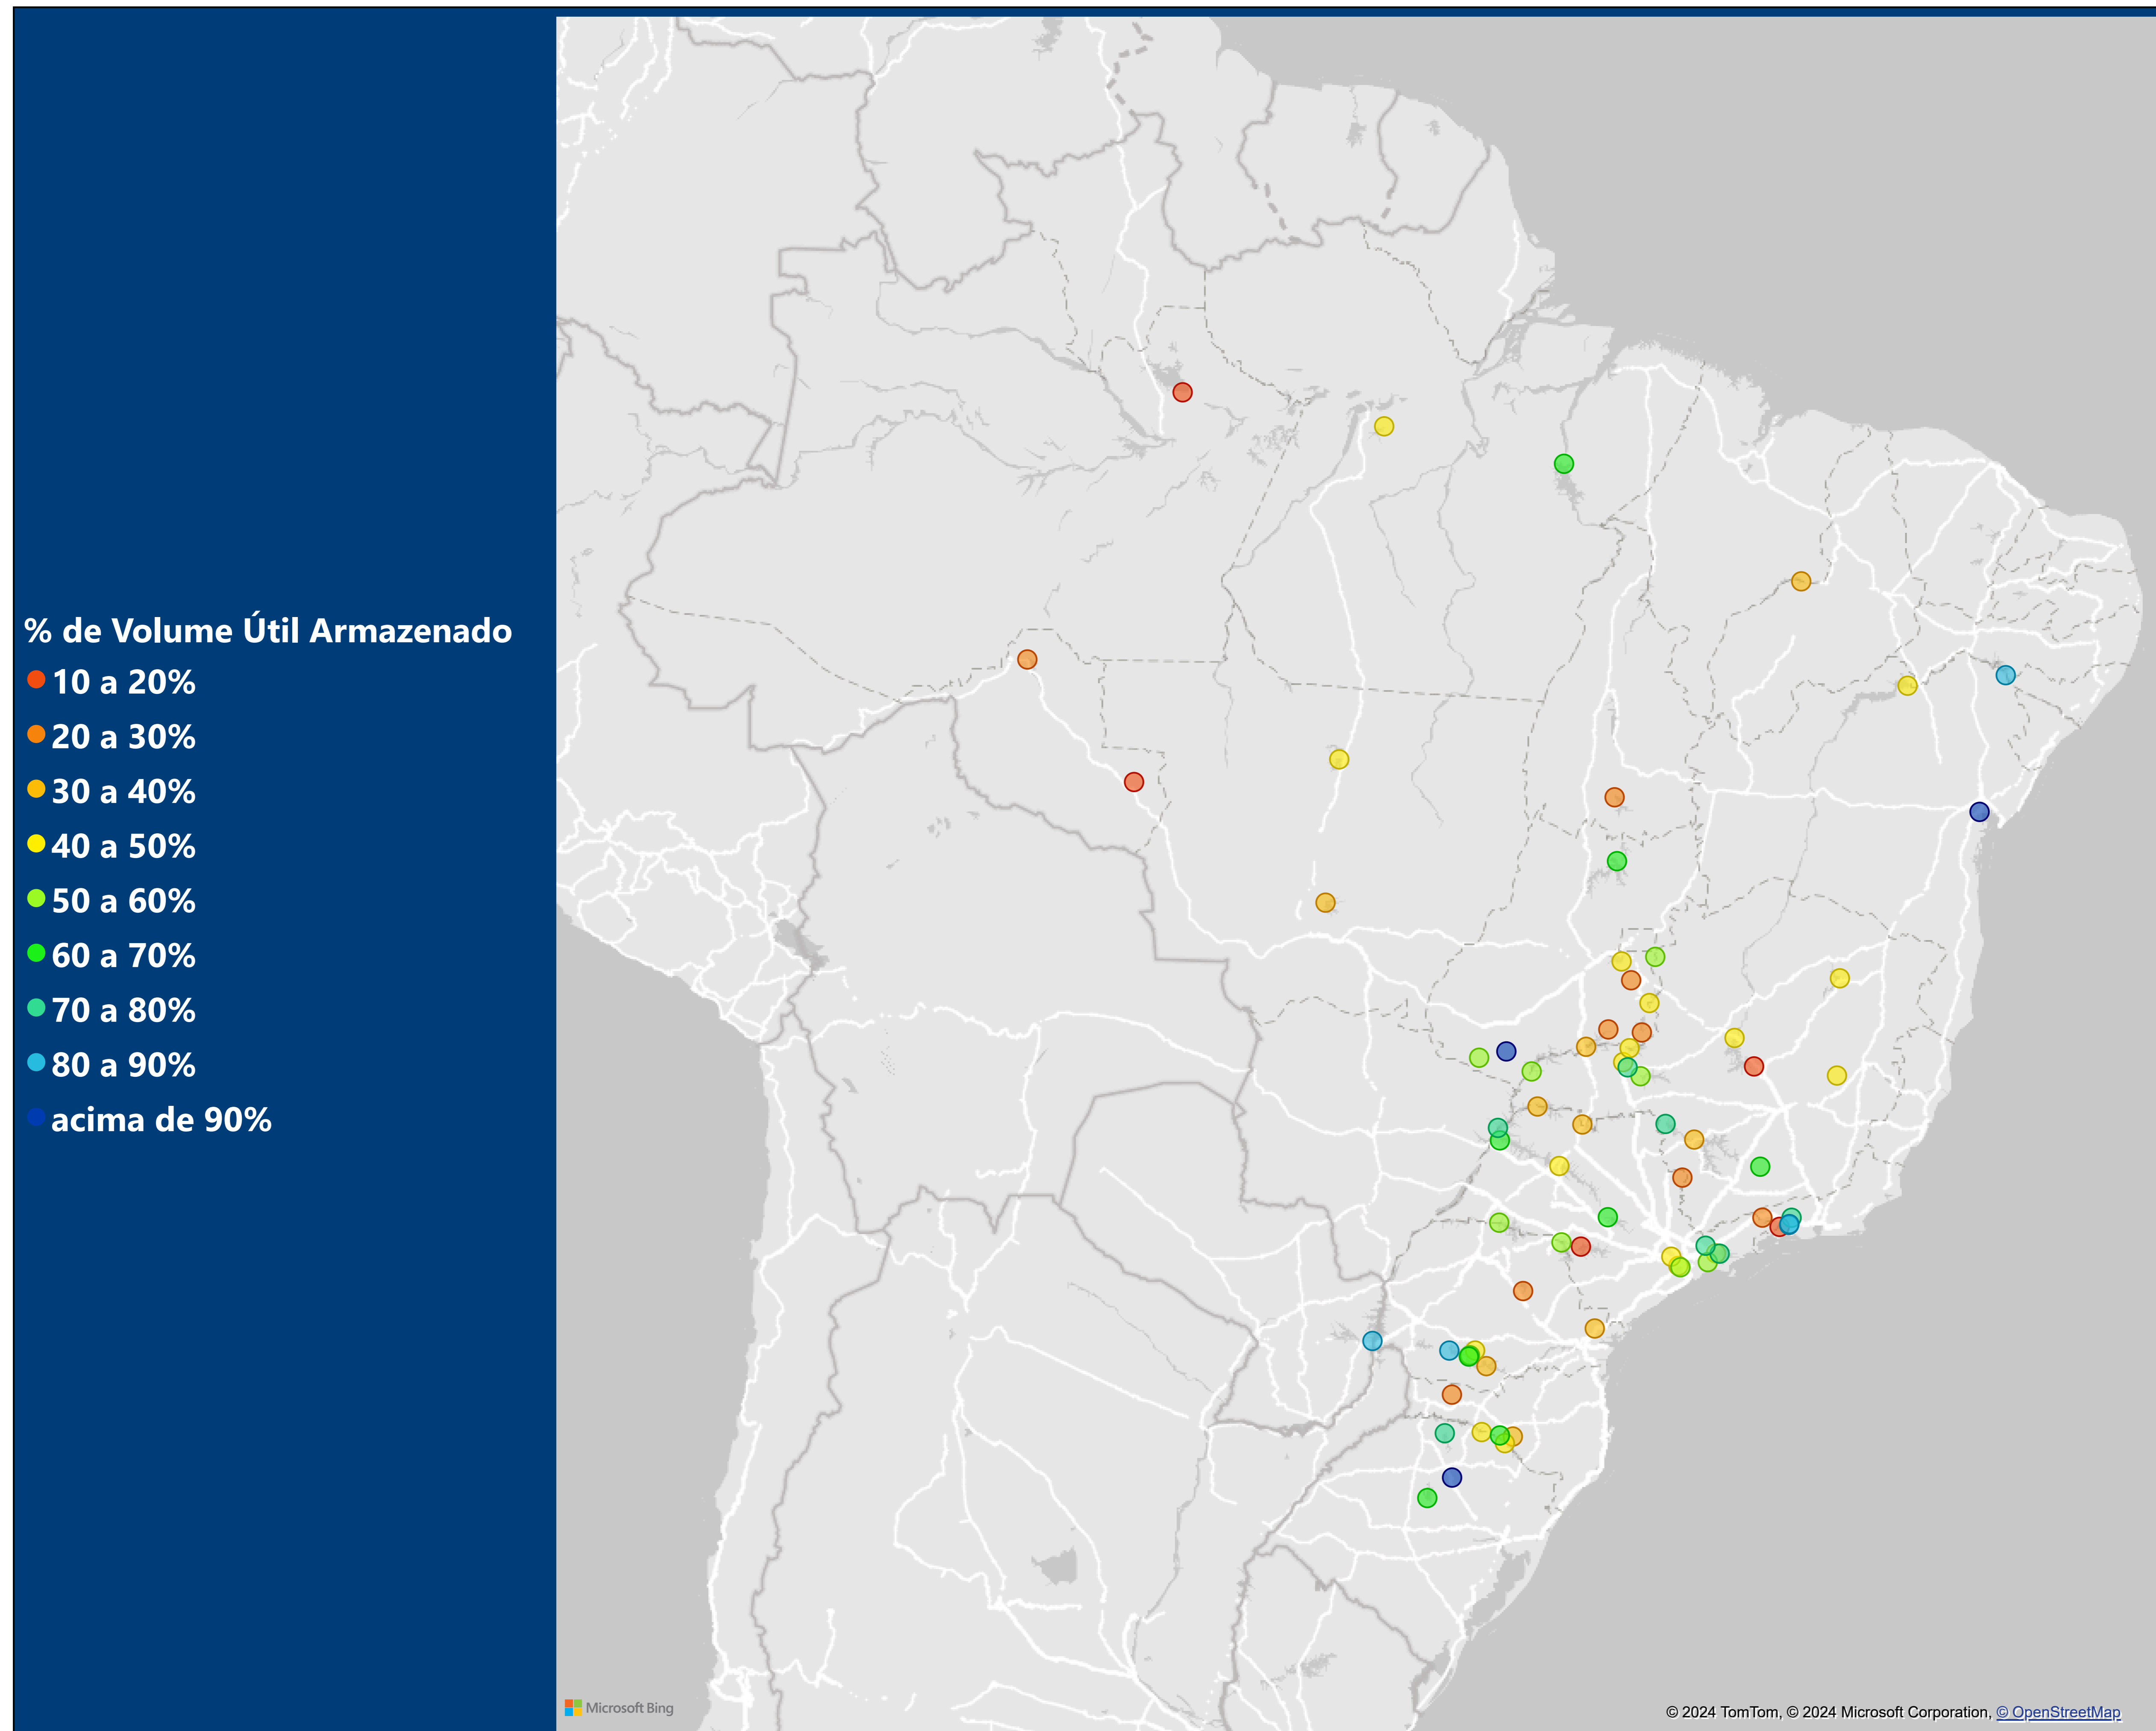 % de Volume Útil Armazenado
10 a 20%
20 a 30%
30 a 40%
40 a 50%
50 a 60%
60 a 70%
70 a 80%
80 a 90%
acima de 90%
Microsoft Bing
© 2024 TomTom, © 2024 Microsoft Corporation, © OpenStreetMap